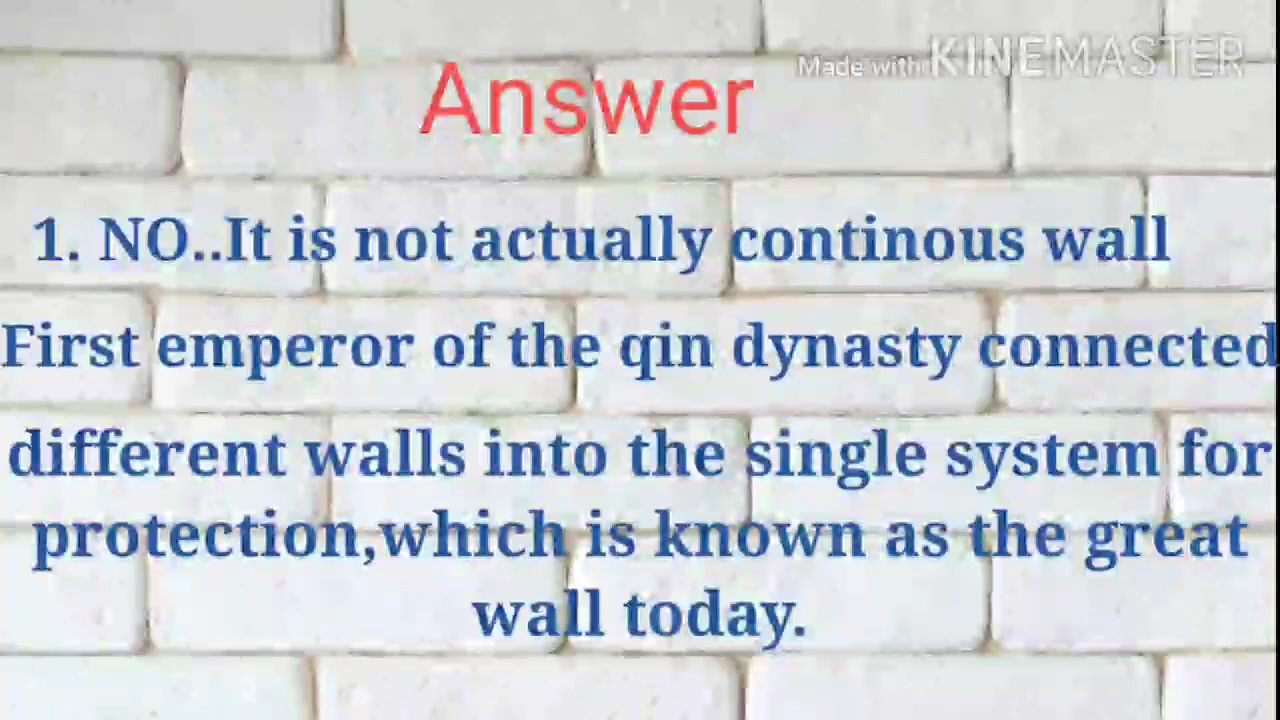 Made with KINEMASTER
Answer
1. NO..It is not actually continous wall
First emperor of the qin dynasty connected
different walls into the single system for
protection,which is known as the great
wall today.